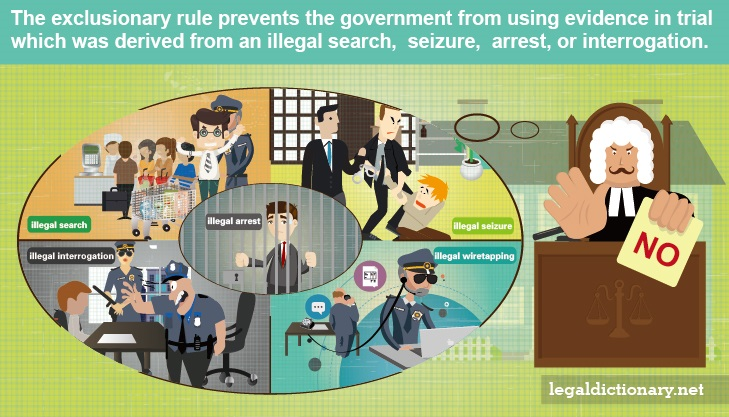 The exclusionary rule prevents the government from using evidence in trial
which was derived from an illegal search, seizure, arrest, or interrogation.
illegal search
illegal arrest
illegal seizure
illegal interrogation
illegal wiretapping
NO
legaldictionary.net